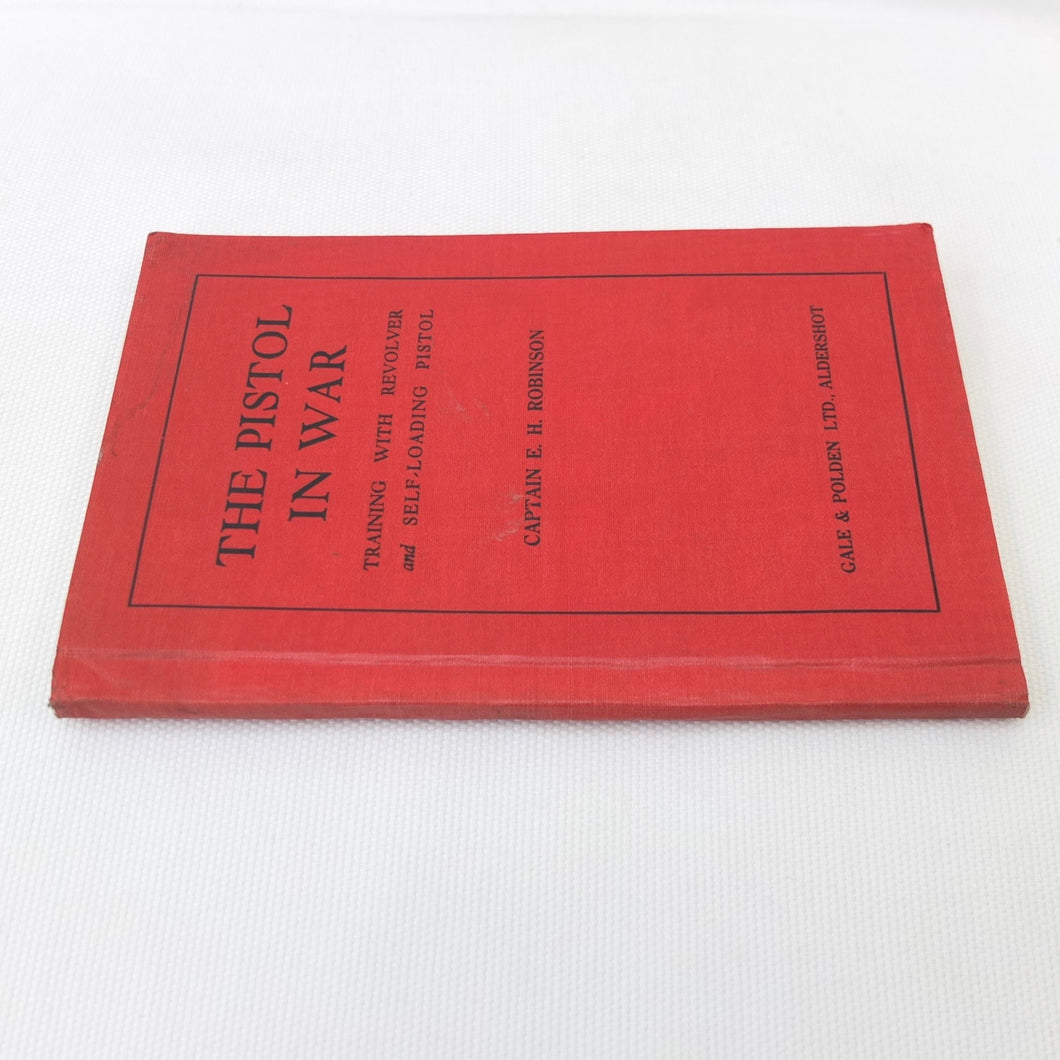 THE PISTOL
IN WAR
TRAINING WITH REVOLVER
and SELF-LOADING PISTOL
CAPTAIN E. H. ROBINSON
GALE & POLDEN LTD., ALDERSHOT